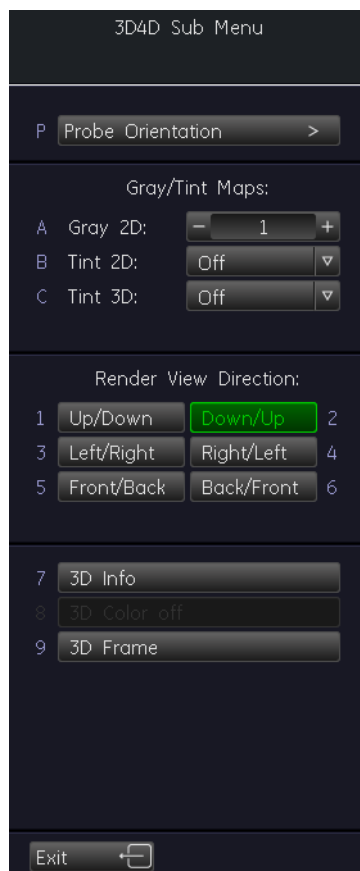 3D4D Sub Menu
P Probe Orientation >
Gray/Tint Maps:
A Gray 2D: − 1 +
B Tint 2D: Off
C Tint 3D: Off
Render View Direction:
1 Up/Down Down/Up 2
3 Left/Right Right/Left 4
5 Front/Back Back/Front 6
7 3D Info
8 3D Color off
9 3D Frame
Exit